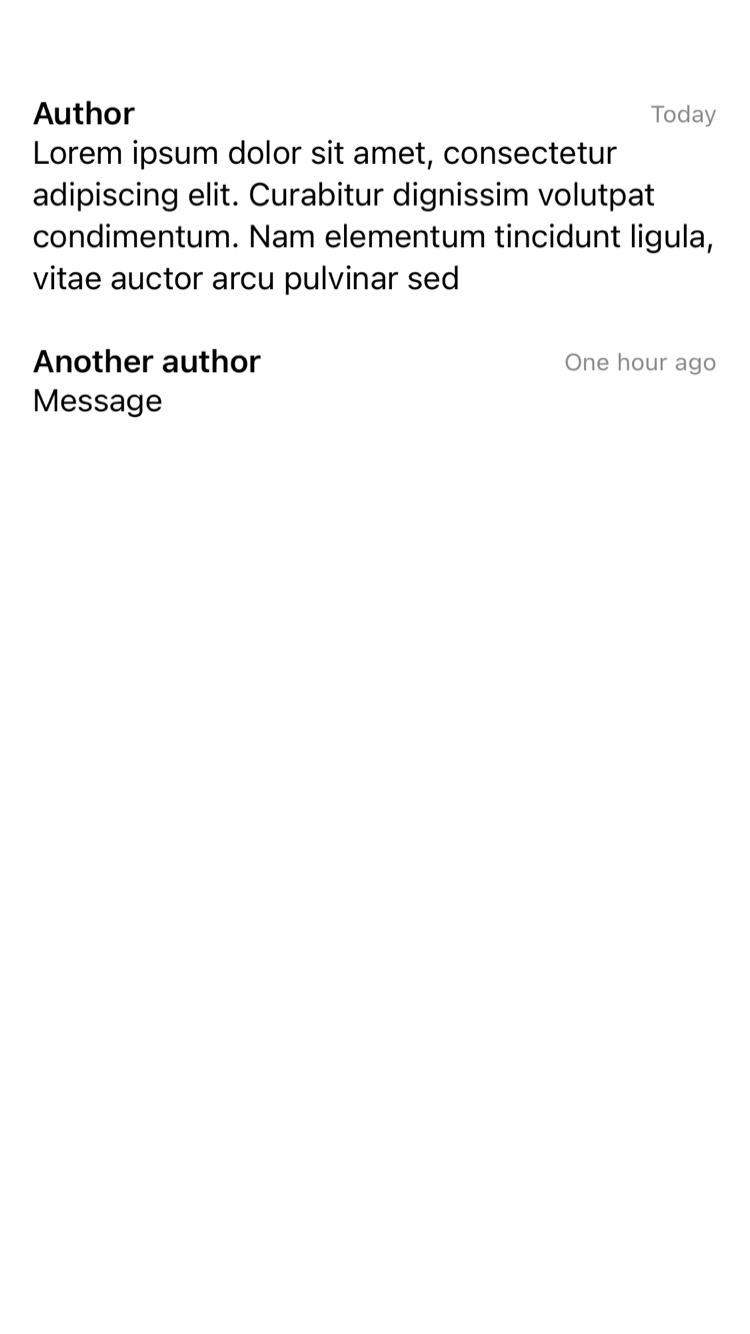 Author
Today
Lorem ipsum dolor sit amet, consectetur
adipiscing elit. Curabitur dignissim volutpat
condimentum. Nam elementum tincidunt ligula,
vitae auctor arcu pulvinar sed
Another author
One hour ago
Message